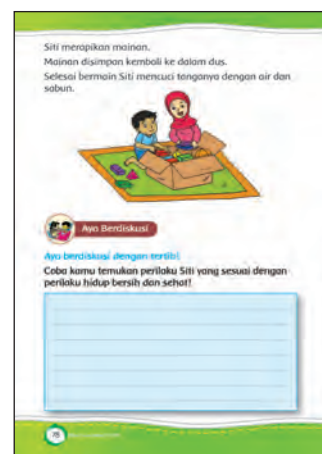 Siti merapikan mainan.
Mainan disimpan kembali ke dalam dus.
Selesai bermain Siti mencuci tangannya dengan air dan
sabun.
Ayo Berdiskusi
Ayo berdiskusi dengan tertib!
Coba kamu temukan perilaku Siti yang sesuai dengan
perilaku hidup bersih dan sehat!